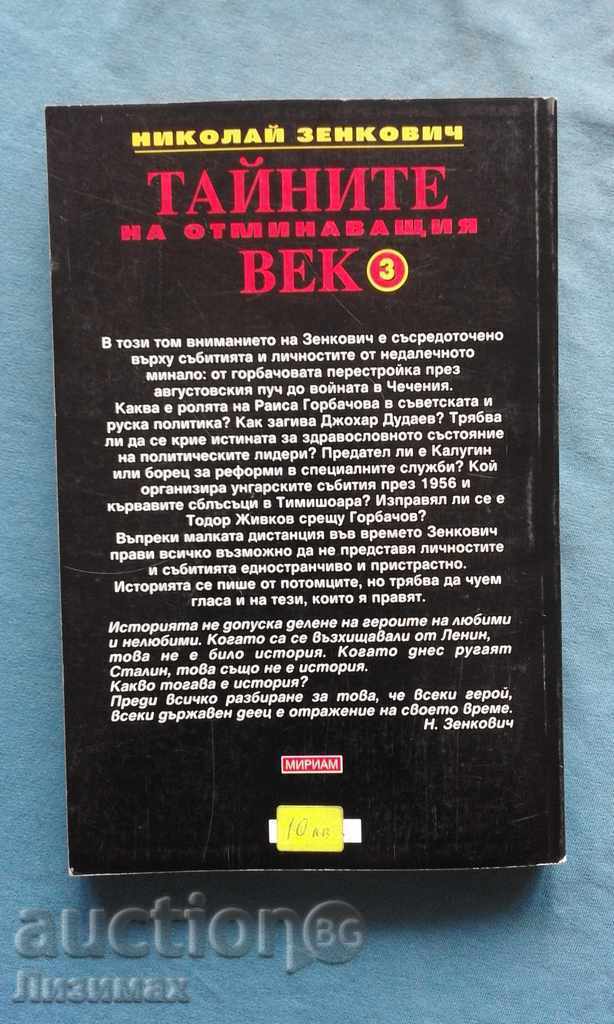 НИКОЛАЙ ЗЕНКОВИЧ
ТАЙНИТЕ
НА ОТМИНАВАЩИЯ
ВЕК 3
В този том вниманието на Зенкович е съсредоточено
върху събитията и личностите от недалечното
минало: от горбачовата перестройка през
августовския пуч до войната в Чечения.
Каква е ролята на Раиса Горбачова в съветската и
руска политика? Как загива Джохар Дудаев? Трябва
ли да се крие истината за здравословното състояние
на политическите лидери? Предател ли е Калугин
или борец за реформи в специалните служби? Кой
организира унгарските събития през 1956 и
кървавите сблъсъци в Тимишоара? Изправял ли се е
Тодор Живков срещу Горбачов?
Въпреки малката дистанция във времето Зенкович
прави всичко възможно да не представя личностите
и събитията едностранчиво и пристрастно.
Историята се пише от потомците, но трябва да чуем
гласа и на тези, които я правят.
Историята не допуска делене на героите на любими
и нелюбими. Когато са се възхищавали от Ленин,
това не е било история. Когато днес ругаят
Сталин, това също не е история.
Какво тогава е история?
Преди всичко разбиране за това, че всеки герой,
всеки държавен деец е отражение на своето време.
Н. Зенкович
МИРИАМ
10 лв.
auction BG
Лизимах